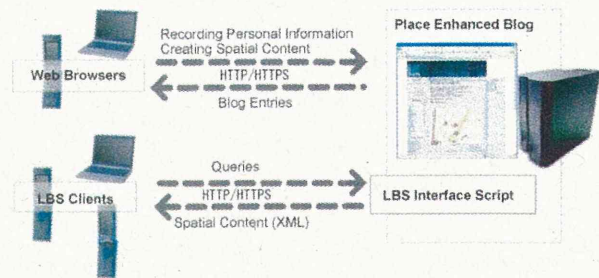 Place Enhanced Blog
Recording Personal Information
Creating Spatial Content
Web Browsers
HTTP/HTTPS
Blog Entries
Queries
LBS Clients
HTTP/HTTPS
LBS Interface Script
Spatial Content (XML)